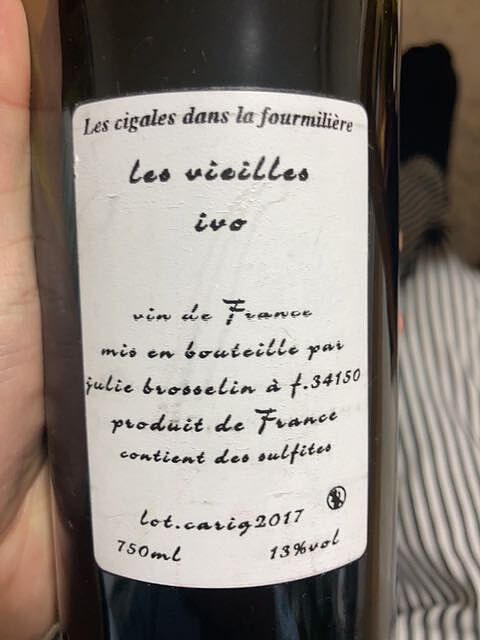 Les cigales dans la fourmilière
les vieilles
ivo
vin de France
mis en bouteille par
julie brosselin à f.34150
produit de France
contient des sulfites
lot.carig2017
750ml 13%vol